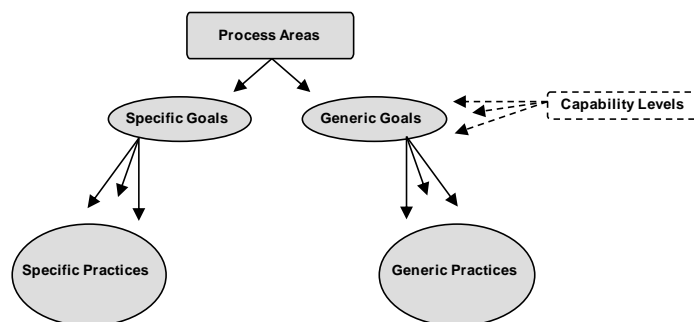 Process Areas
Specific Goals
Generic Goals
Capability Levels
Specific Practices
Generic Practices